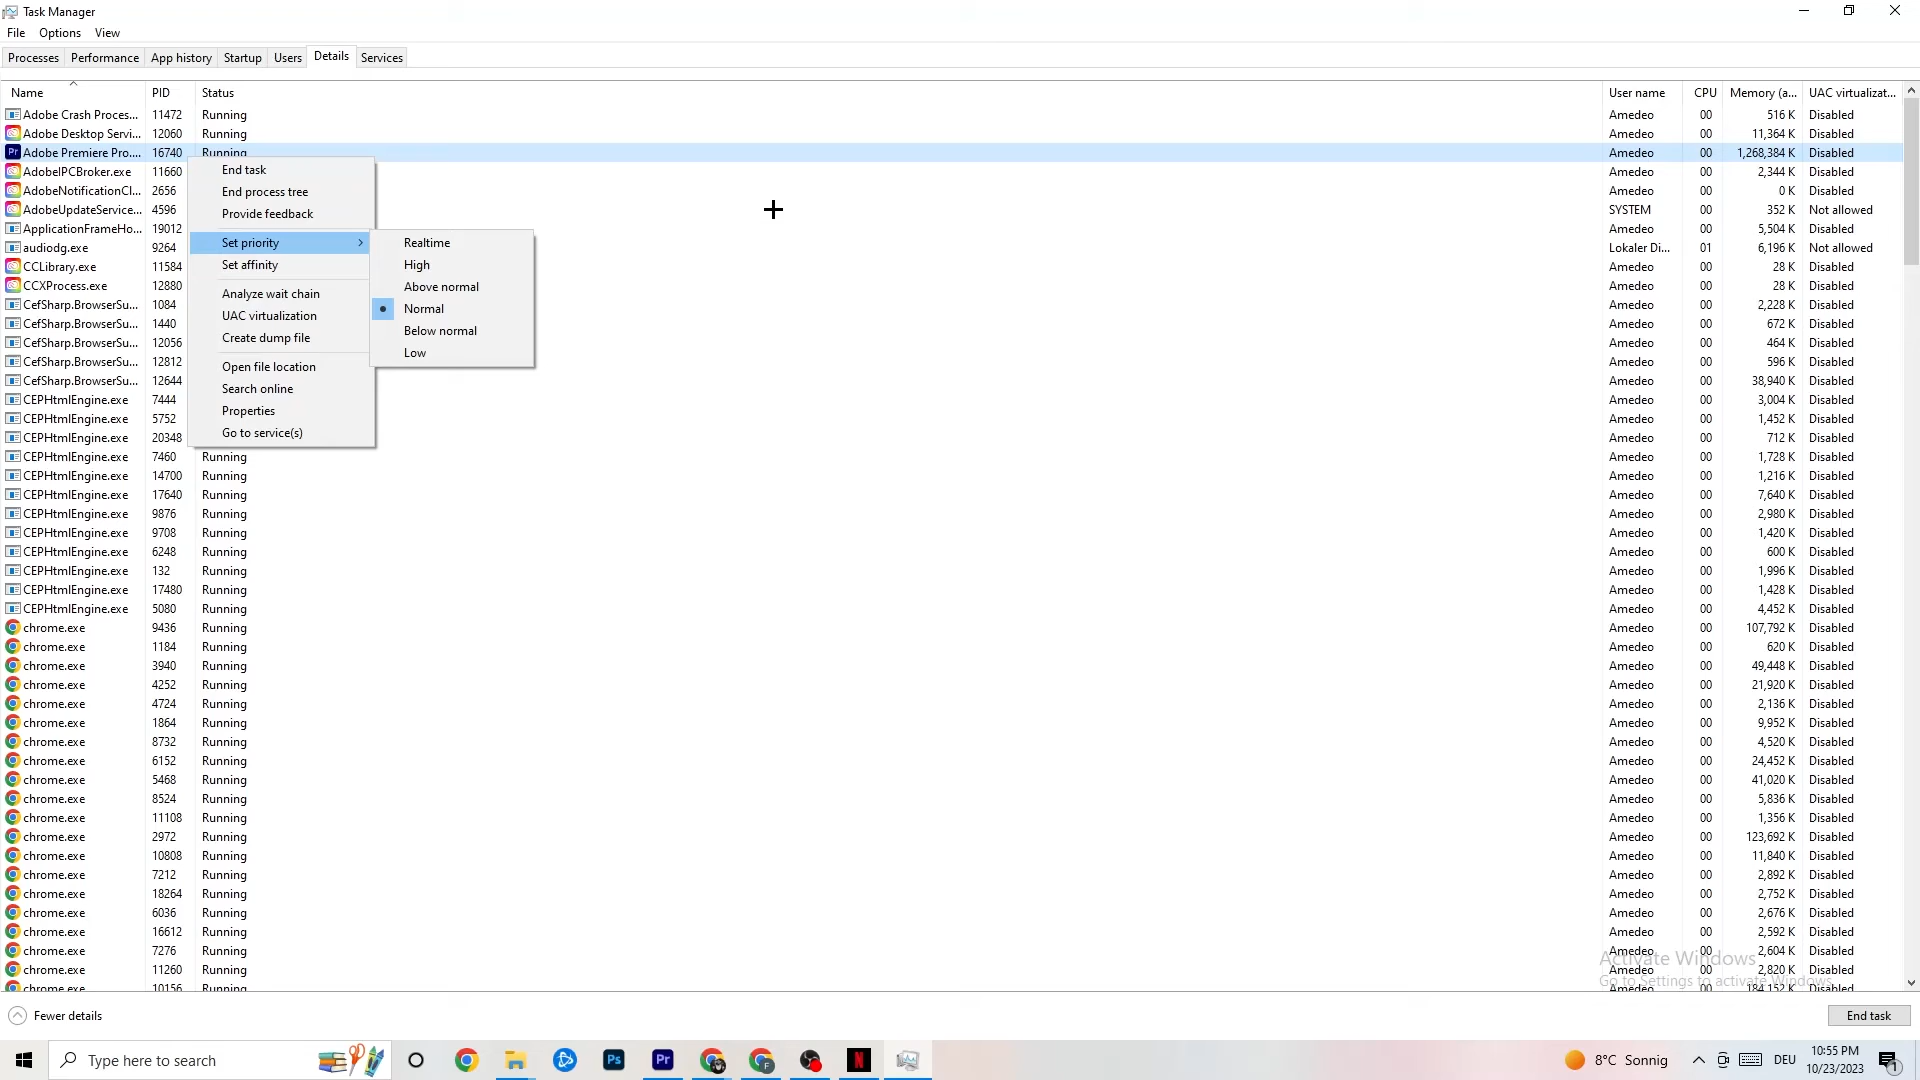 Task Manager
File Options View
Processes Performance App history Startup Users Details Services
Name PID Status User name CPU Memory (a... UAC virtualizat...
Adobe Crash Proces... 11472 Running Amedeo 00 516 K Disabled
Adobe Desktop Servi... 12060 Running Amedeo 00 11,364 K Disabled
Pr Adobe Premiere Pro.... 16740 Running Amedeo 00 1,268,384 K Disabled
AdobeIPCBroker.exe 11660 Amedeo 00 2,344 K Disabled
AdobeNotificationCl... 2656 Amedeo 00 0 K Disabled
AdobeUpdateService... 4596 SYSTEM 00 352 K Not allowed
ApplicationFrameHo... 19012 Amedeo 00 5,504 K Disabled
audiodg.exe 9264 Lokaler Di... 01 6,196 K Not allowed
CCLibrary.exe 11584 Amedeo 00 28 K Disabled
CCXProcess.exe 12880 Amedeo 00 28 K Disabled
CefSharp.BrowserSu... 1084 Amedeo 00 2,228 K Disabled
CefSharp.BrowserSu... 1440 Amedeo 00 672 K Disabled
CefSharp.BrowserSu... 12056 Amedeo 00 464 K Disabled
CefSharp.BrowserSu... 12812 Amedeo 00 596 K Disabled
CefSharp.BrowserSu... 12644 Amedeo 00 38,940 K Disabled
CEPHtmlEngine.exe 7444 Amedeo 00 3,004 K Disabled
CEPHtmlEngine.exe 5752 Amedeo 00 1,452 K Disabled
CEPHtmlEngine.exe 20348 Amedeo 00 712 K Disabled
CEPHtmlEngine.exe 7460 Running Amedeo 00 1,728 K Disabled
CEPHtmlEngine.exe 14700 Running Amedeo 00 1,216 K Disabled
CEPHtmlEngine.exe 17640 Running Amedeo 00 7,640 K Disabled
CEPHtmlEngine.exe 9876 Running Amedeo 00 2,980 K Disabled
CEPHtmlEngine.exe 9708 Running Amedeo 00 1,420 K Disabled
CEPHtmlEngine.exe 6248 Running Amedeo 00 600 K Disabled
CEPHtmlEngine.exe 132 Running Amedeo 00 1,996 K Disabled
CEPHtmlEngine.exe 17480 Running Amedeo 00 1,428 K Disabled
CEPHtmlEngine.exe 5080 Running Amedeo 00 4,452 K Disabled
chrome.exe 9436 Running Amedeo 00 107,792 K Disabled
chrome.exe 1184 Running Amedeo 00 620 K Disabled
chrome.exe 3940 Running Amedeo 00 49,448 K Disabled
chrome.exe 4252 Running Amedeo 00 21,920 K Disabled
chrome.exe 4724 Running Amedeo 00 2,136 K Disabled
chrome.exe 1864 Running Amedeo 00 9,952 K Disabled
chrome.exe 8732 Running Amedeo 00 4,520 K Disabled
chrome.exe 6152 Running Amedeo 00 24,452 K Disabled
chrome.exe 5468 Running Amedeo 00 41,020 K Disabled
chrome.exe 8524 Running Amedeo 00 5,836 K Disabled
chrome.exe 11108 Running Amedeo 00 1,356 K Disabled
chrome.exe 2972 Running Amedeo 00 123,692 K Disabled
chrome.exe 10808 Running Amedeo 00 11,840 K Disabled
chrome.exe 7212 Running Amedeo 00 2,892 K Disabled
chrome.exe 18264 Running Amedeo 00 2,752 K Disabled
chrome.exe 6036 Running Amedeo 00 2,676 K Disabled
chrome.exe 16612 Running Amedeo 00 2,592 K Disabled
chrome.exe 7276 Running Amedeo 00 2,604 K Disabled
chrome.exe 11260 Running Amedeo 00 2,820 K Disabled
chrome.exe 10156 Running Amedeo 00 184,152 K Disabled
End task
End process tree
Provide feedback
Set priority
Set affinity
Analyze wait chain
UAC virtualization
Create dump file
Open file location
Search online
Properties
Go to service(s)
Realtime
High
Above normal
Normal
Below normal
Low
Activate Windows
Go to Settings to activate Windows.
Fewer details End task
Type here to search Ps Pr F N 8°C Sonnig DEU 10:55 PM
10/23/2023 1